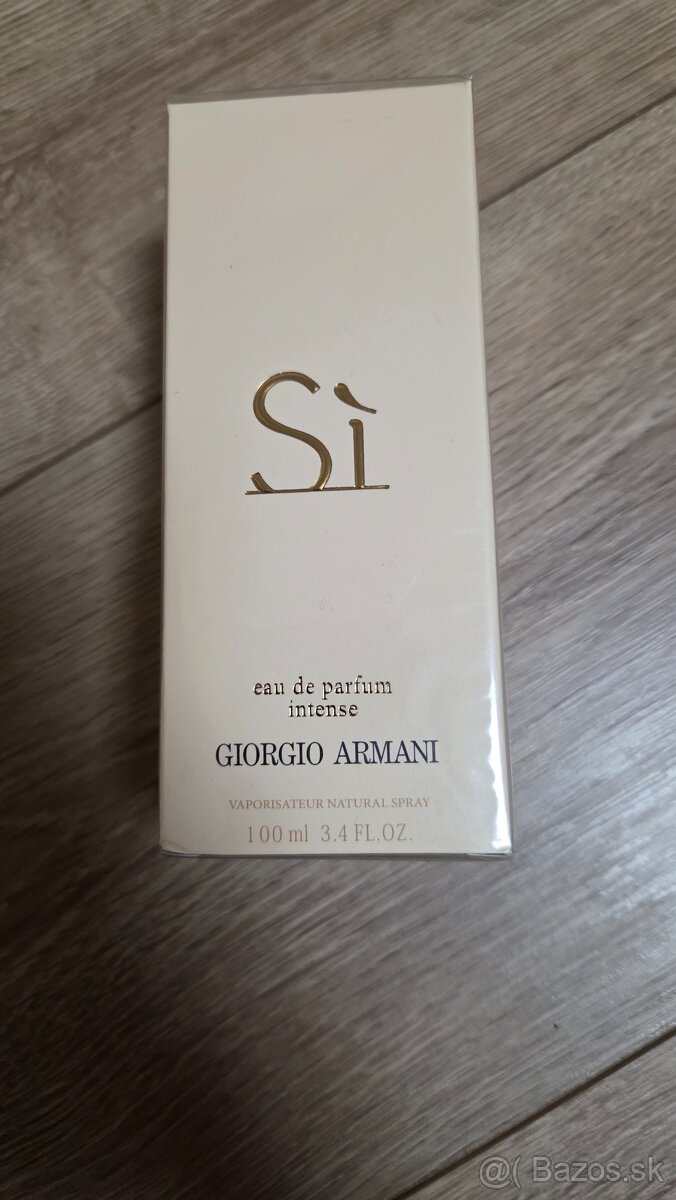 Sì
eau de parfum
intense
GIORGIO ARMANI
VAPORISATEUR NATURAL SPRAY
100 ml 3.4 FL.OZ.
@( Bazos.sk